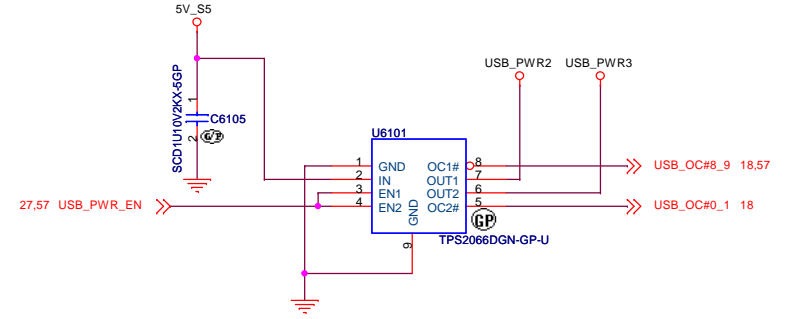 5V_S5
USB_PWR2 USB_PWR3
SCD1U10V2KX-5GP
1
C6105
2
G/P
U6101
1 GND OC1# 8 USB_OC#8_9 18,57
2 IN OUT1 7
3 EN1 OUT2 6
27,57 USB_PWR_EN 4 EN2 OC2# 5 USB_OC#0_1 18
GND
9
GP
TPS2066DGN-GP-U